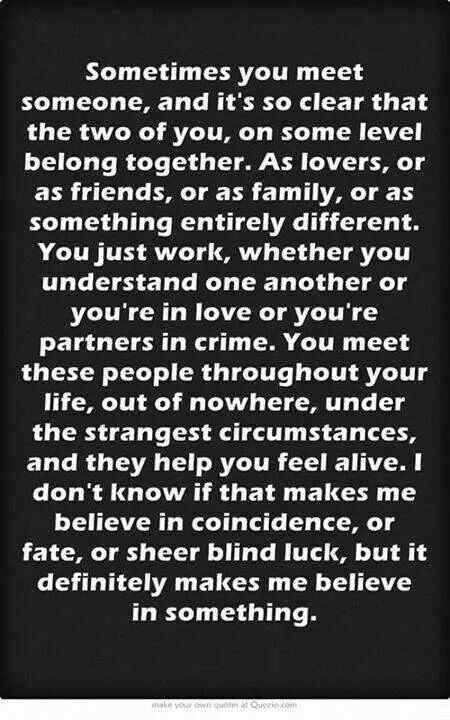 Sometimes you meet
someone, and it's so clear that
the two of you, on some level
belong together. As lovers, or
as friends, or as family, or as
something entirely different.
You just work, whether you
understand one another or
you're in love or you're
partners in crime. You meet
these people throughout your
life, out of nowhere, under
the strangest circumstances,
and they help you feel alive. I
don't know if that makes me
believe in coincidence, or
fate, or sheer blind luck, but it
definitely makes me believe
in something.
make your own quotes at Quozio.com